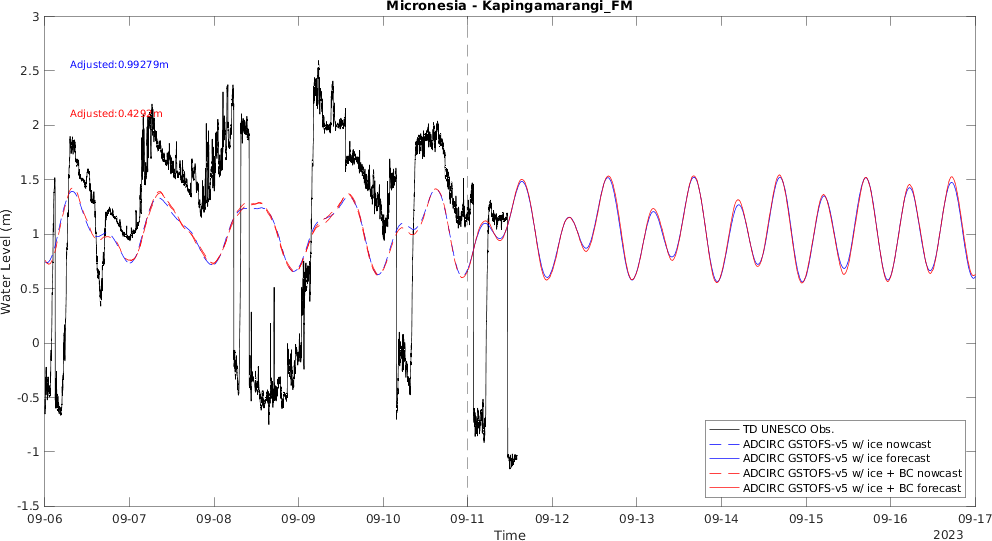 Micronesia - Kapingamarangi_FM
Water Level (m)
3
2.5
2
1.5
1
0.5
0
-0.5
-1
-1.5
Adjusted:0.99279m
Adjusted:0.4293m
TD UNESCO Obs.
ADCIRC GSTOFS-v5 w/ ice nowcast
ADCIRC GSTOFS-v5 w/ ice forecast
ADCIRC GSTOFS-v5 w/ ice + BC nowcast
ADCIRC GSTOFS-v5 w/ ice + BC forecast
09-06 09-07 09-08 09-09 09-10 09-11 09-12 09-13 09-14 09-15 09-16 09-17
Time
2023